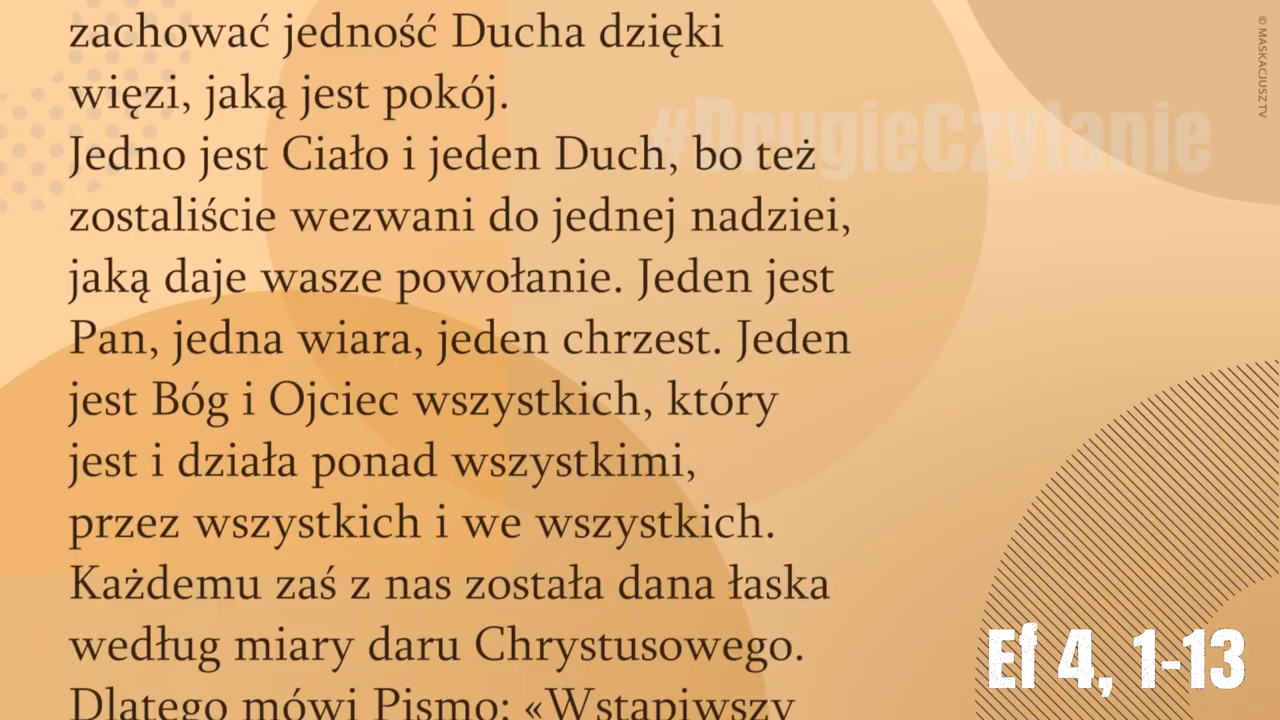 zachować jedność Ducha dzięki
więzi, jaką jest pokój.
Jedno jest Ciało i jeden Duch, bo też
zostaliście wezwani do jednej nadziei,
jaką daje wasze powołanie. Jeden jest
Pan, jedna wiara, jeden chrzest. Jeden
jest Bóg i Ojciec wszystkich, który
jest i działa ponad wszystkimi,
przez wszystkich i we wszystkich.
Każdemu zaś z nas została dana łaska
według miary daru Chrystusowego.
Dlatego mówi Pismo: «Wstąpiwszy
#DrugieCzytanie
© MASKACJUSZ TV
Ef 4, 1-13